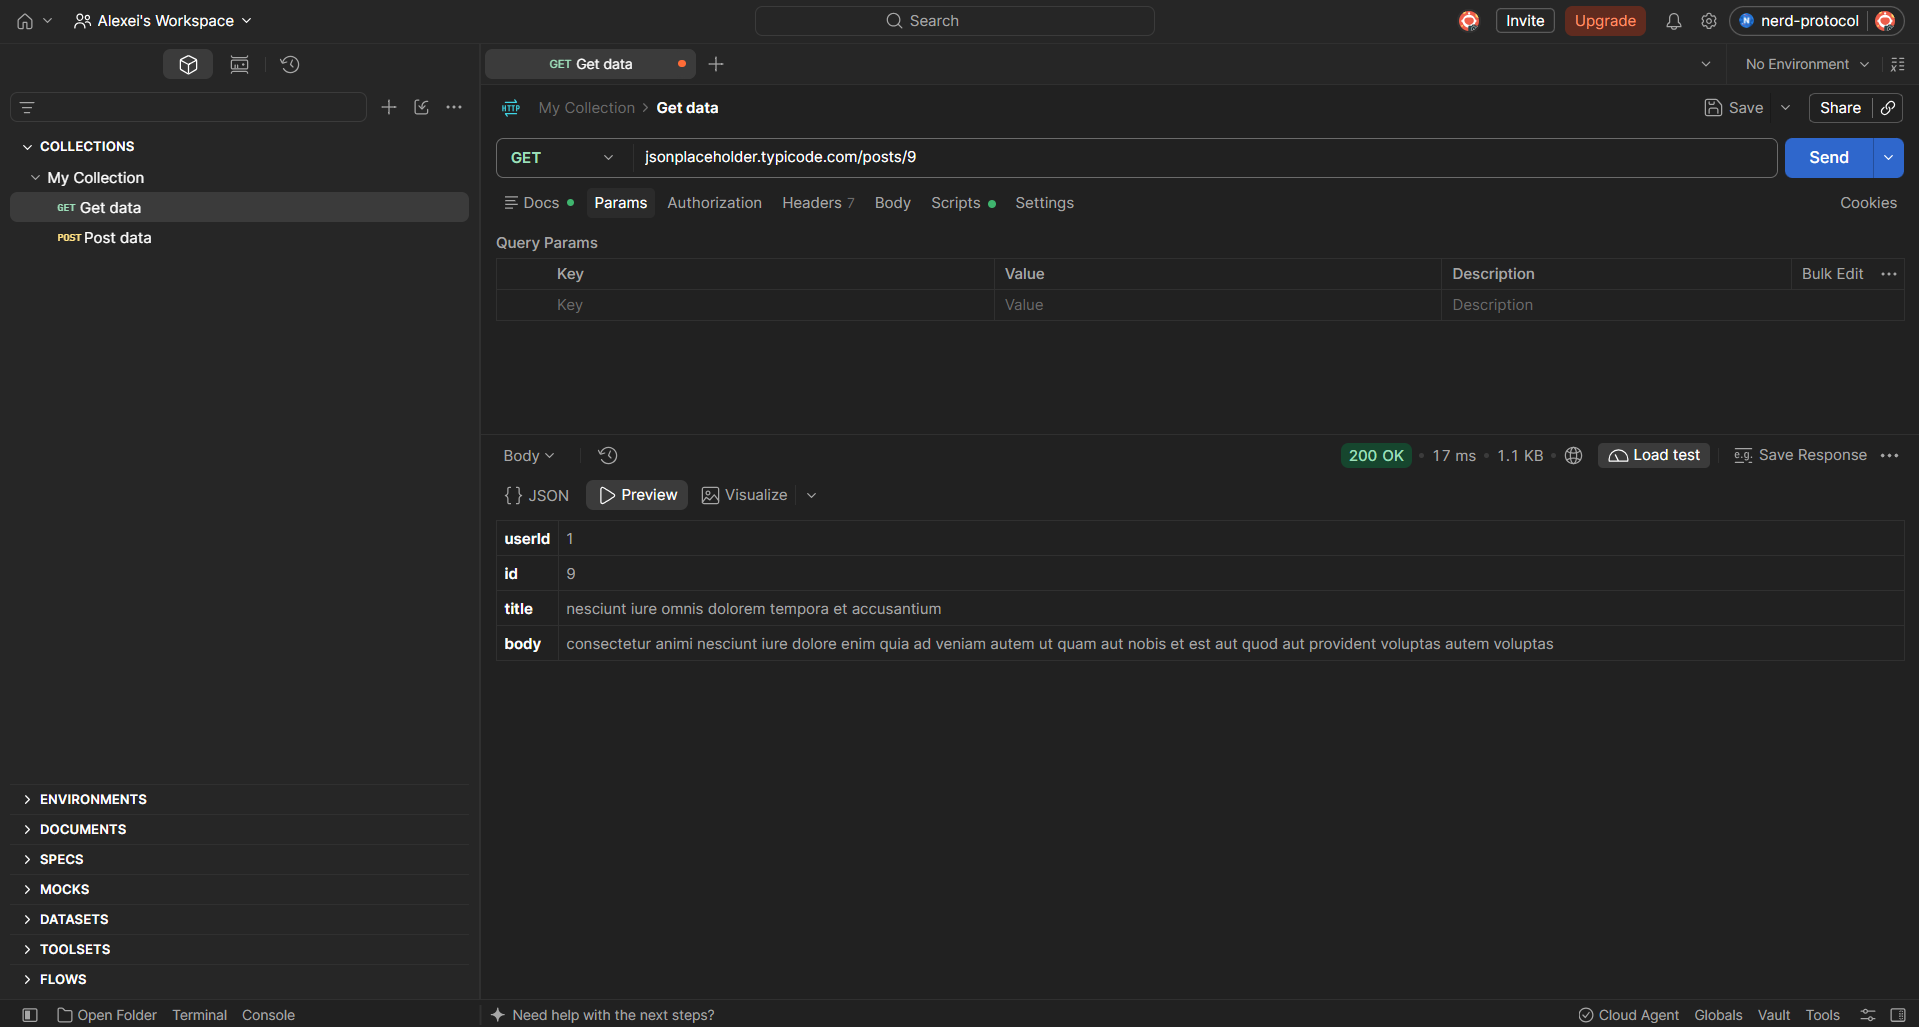 Alexei's Workspace
Search
Invite
Upgrade
N nerd-protocol
GET Get data
No Environment
HTTP My Collection > Get data
Save
Share
COLLECTIONS
My Collection
GET Get data
POST Post data
GET jsonplaceholder.typicode.com/posts/9
Send
Docs Params Authorization Headers 7 Body Scripts Settings Cookies
Query Params
Key Value Description Bulk Edit
Key Value Description
Body 200 OK 17 ms 1.1 KB Load test e.g. Save Response
{} JSON Preview Visualize
userId 1
id 9
title nesciunt iure omnis dolorem tempora et accusantium
body consectetur animi nesciunt iure dolore enim quia ad veniam autem ut quam aut nobis et est aut quod aut provident voluptas autem voluptas
ENVIRONMENTS
DOCUMENTS
SPECS
MOCKS
DATASETS
TOOLSETS
FLOWS
Open Folder Terminal Console Need help with the next steps? Cloud Agent Globals Vault Tools